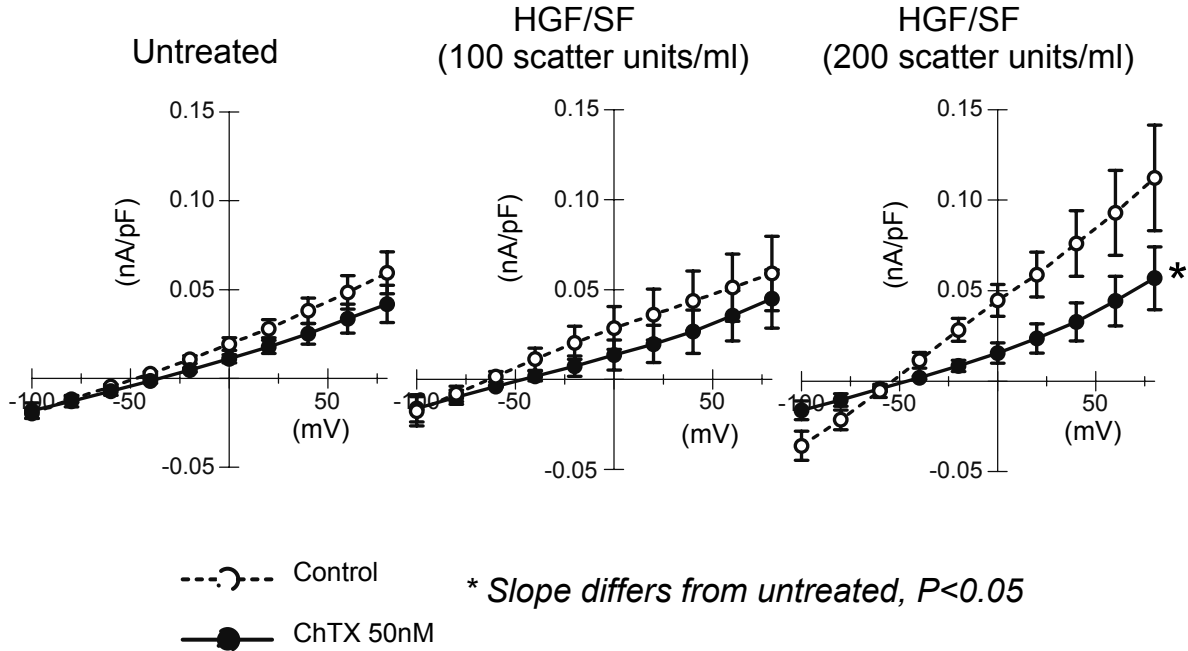 Untreated
HGF/SF
(100 scatter units/ml)
HGF/SF
(200 scatter units/ml)
0.15
0.10
0.05
-0.05
-100
-50
50
(nA/pF)
(mV)
0.15
0.10
0.05
-0.05
-100
-50
50
(nA/pF)
(mV)
0.15
0.10
0.05
-0.05
-100
-50
50
(nA/pF)
(mV)
*
Control
ChTX 50nM
* Slope differs from untreated, P<0.05